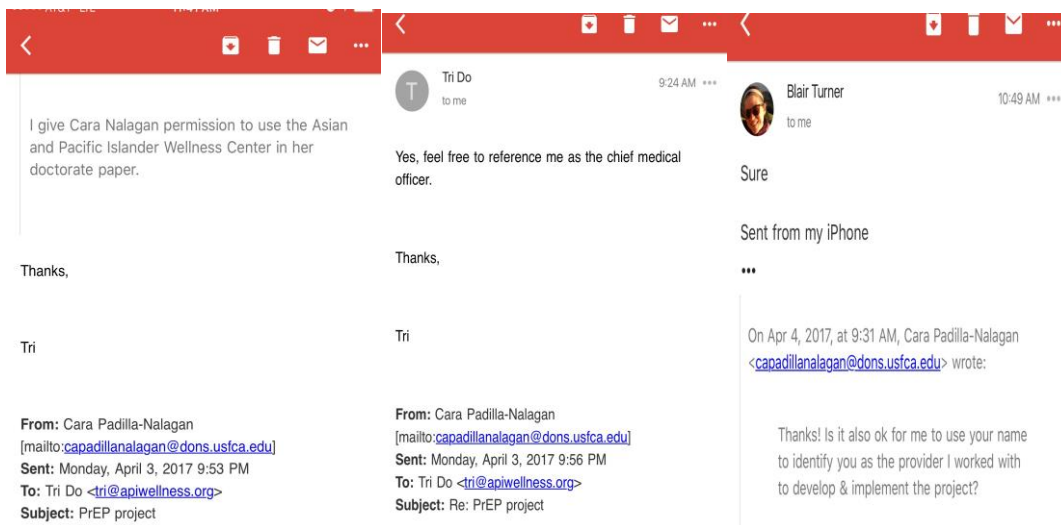 I give Cara Nalagan permission to use the Asian
and Pacific Islander Wellness Center in her
doctorate paper.
Thanks,
Tri
From: Cara Padilla-Nalagan
[mailto:capadillanalagan@dons.usfca.edu]
Sent: Monday, April 3, 2017 9:53 PM
To: Tri Do <tri@apiwellness.org>
Subject: PrEP project
T
Tri Do
9:24 AM
to me
Yes, feel free to reference me as the chief medical
officer.
Thanks,
Tri
From: Cara Padilla-Nalagan
[mailto:capadillanalagan@dons.usfca.edu]
Sent: Monday, April 3, 2017 9:56 PM
To: Tri Do <tri@apiwellness.org>
Subject: Re: PrEP project
Blair Turner
10:49 AM
to me
Sure
Sent from my iPhone
On Apr 4, 2017, at 9:31 AM, Cara Padilla-Nalagan
<capadillanalagan@dons.usfca.edu> wrote:
Thanks! Is it also ok for me to use your name
to identify you as the provider I worked with
to develop & implement the project?